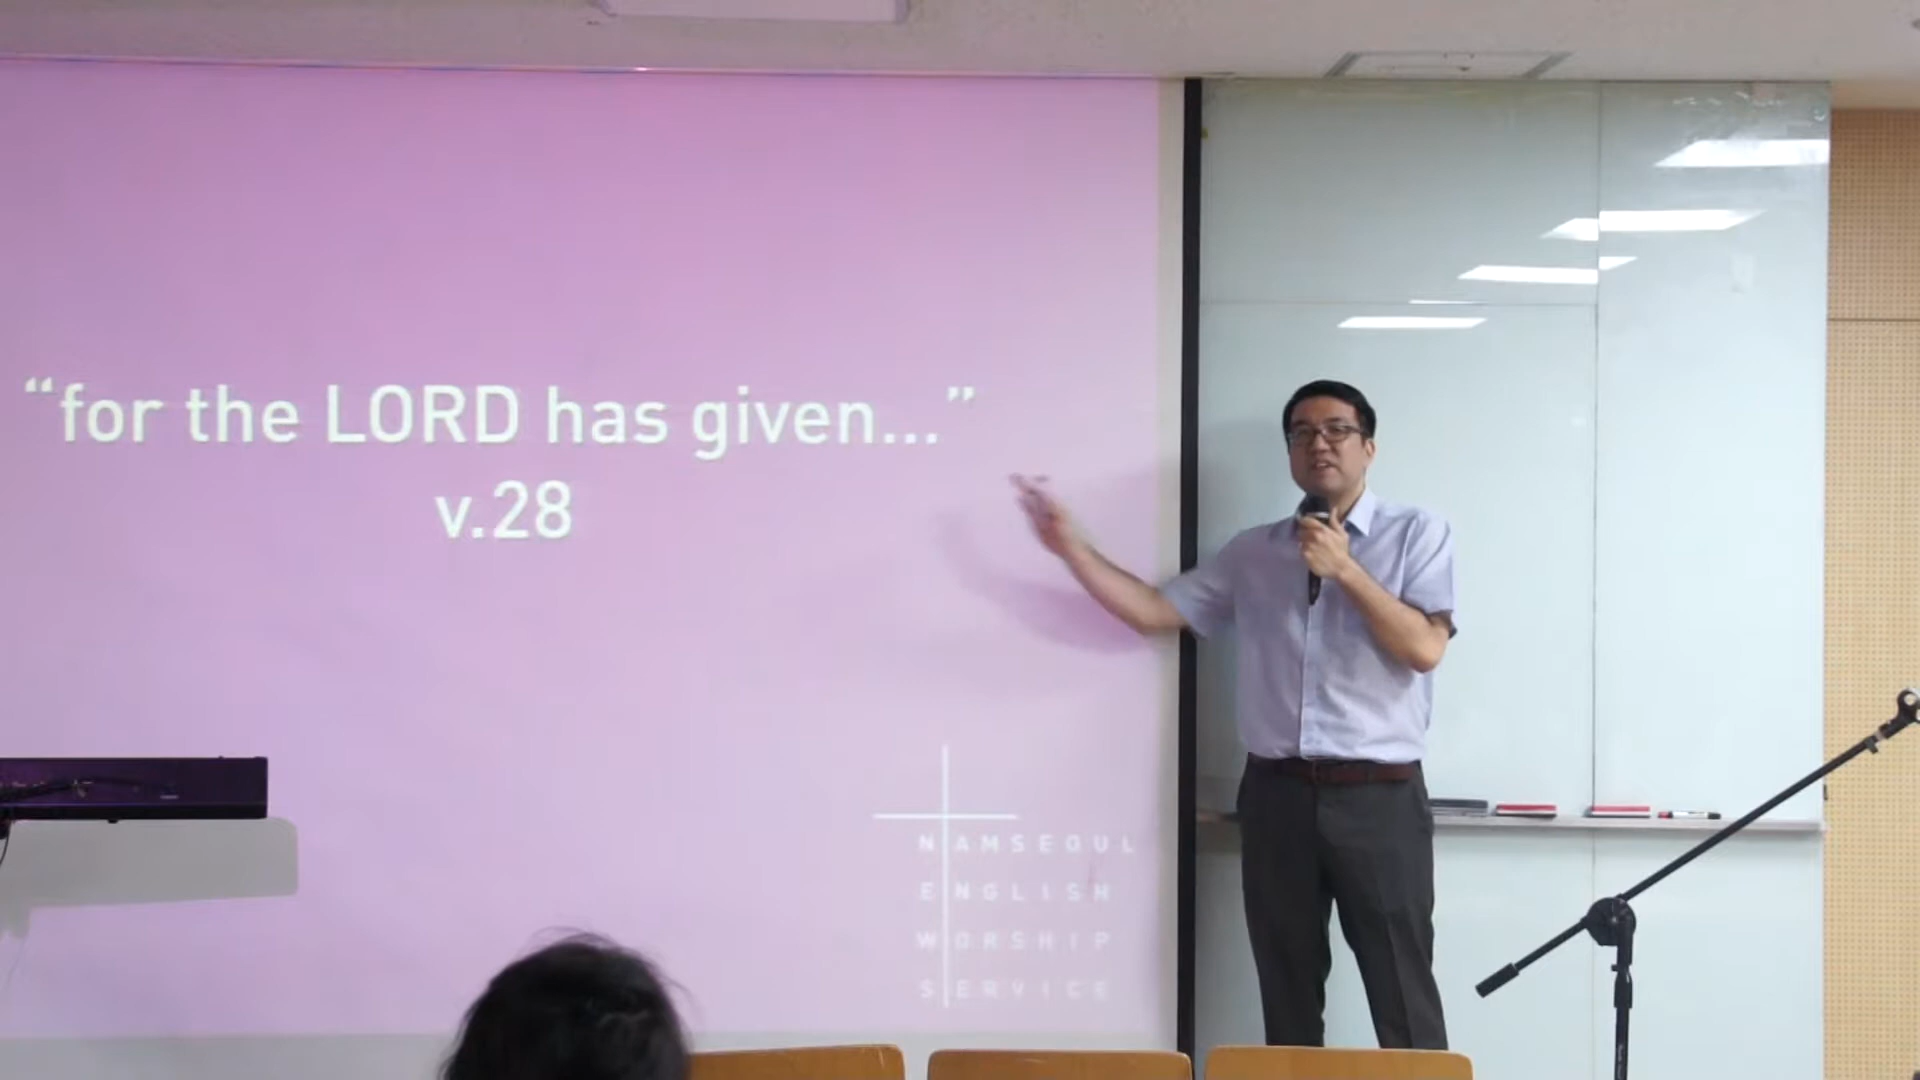 “for the LORD has given...”
v.28
NAMSEOUL
ENGLISH
WORSHIP
SERVICE